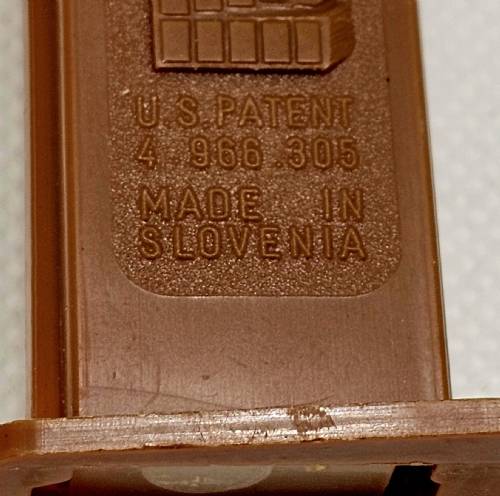 U.S. PATENT
4.966.305
MADE IN
SLOVENIA